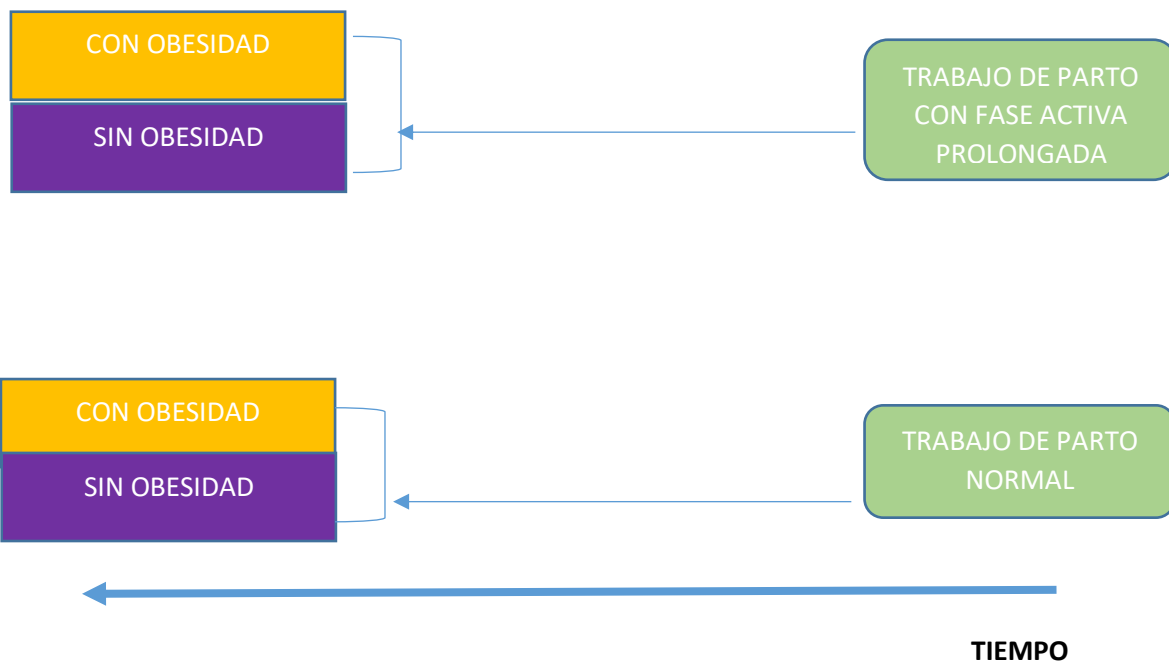 CON OBESIDAD
SIN OBESIDAD
TRABAJO DE PARTO
CON FASE ACTIVA
PROLONGADA
CON OBESIDAD
SIN OBESIDAD
TRABAJO DE PARTO
NORMAL
TIEMPO